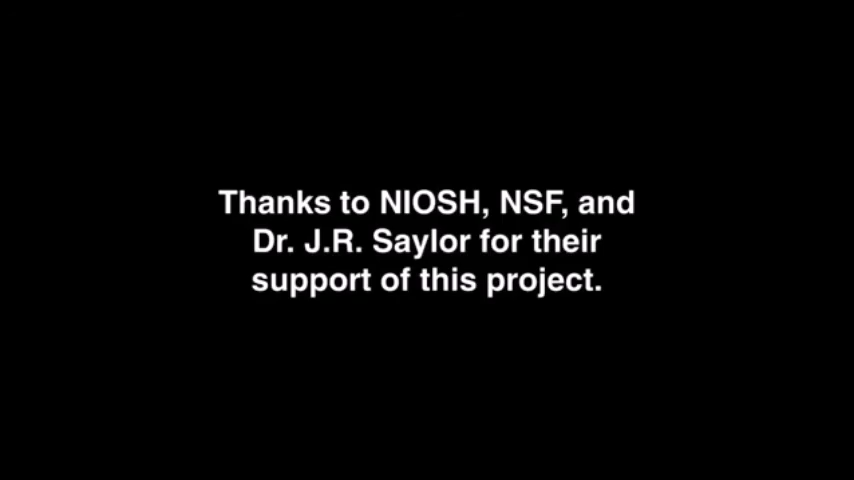 Thanks to NIOSH, NSF, and
Dr. J.R. Saylor for their
support of this project.